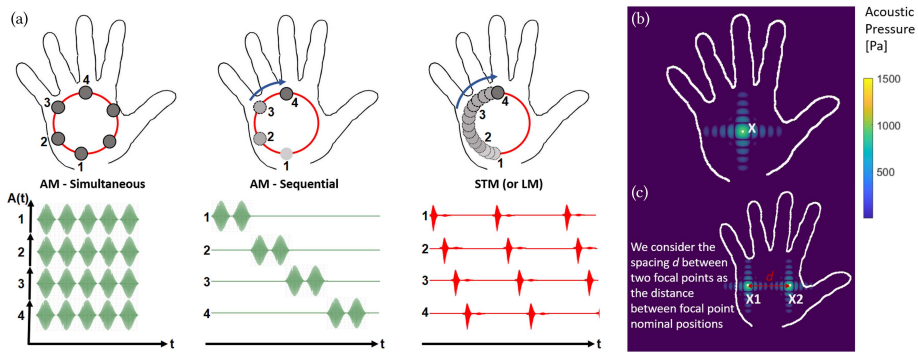 (a)
4
3
2
1
AM - Simultaneous
4
3
2
1
AM - Sequential
4
3
2
1
STM (or LM)
A(t)
1
2
3
4
t
1
2
3
4
t
1
2
3
4
t
(b)
X
Acoustic
Pressure
[Pa]
1500
1000
500
(c)
We consider the
spacing d between
two focal points as
the distance
between focal point
nominal positions
d
X1 X2